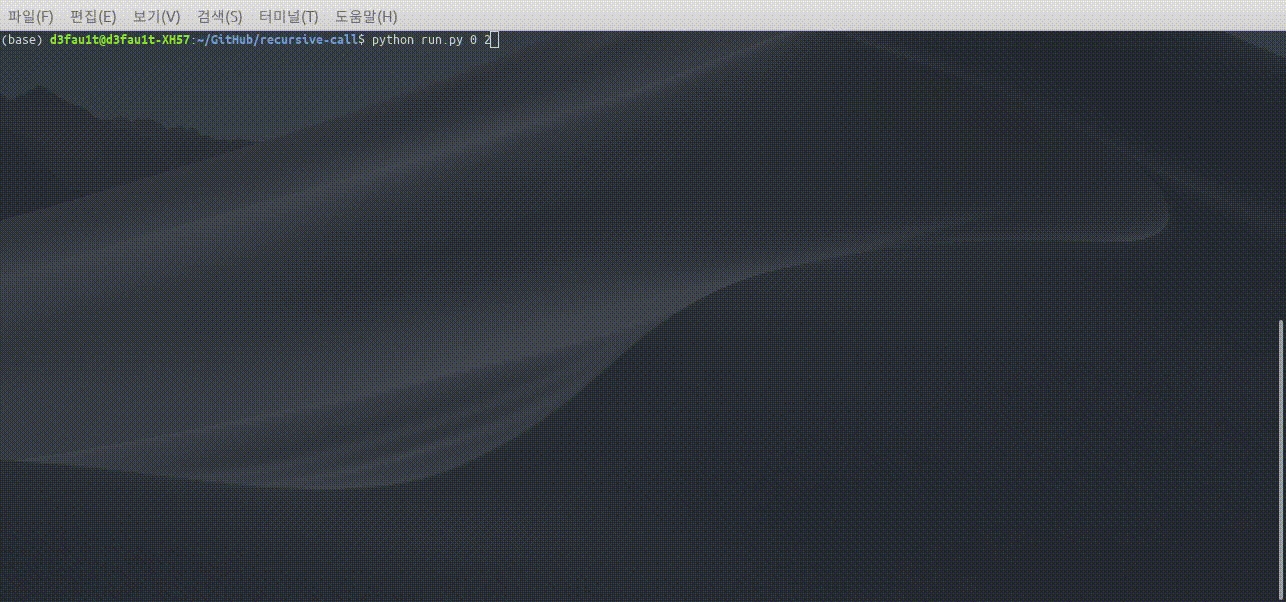 파일(F) 편집(E) 보기(V) 검색(S) 터미널(T) 도움말(H)
(base) d3fau1t@d3fau1t-XH57:~/GitHub/recursive-call$ python run.py 0 2